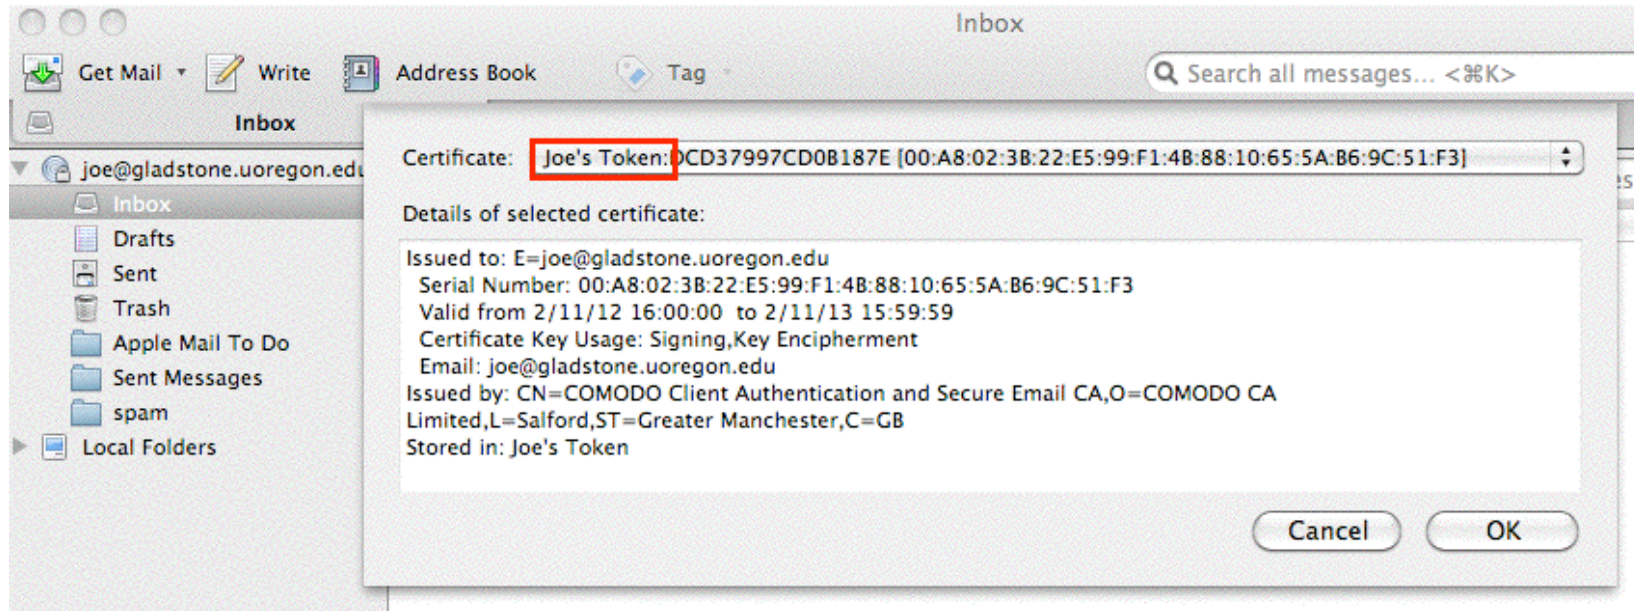 Inbox
Get Mail Write Address Book Tag Search all messages... <⌘K>
Inbox
joe@gladstone.uoregon.edu
Inbox
Drafts
Sent
Trash
Apple Mail To Do
Sent Messages
spam
Local Folders
Certificate: Joe's Token:DCD37997CD0B187E [00:A8:02:3B:22:E5:99:F1:4B:88:10:65:5A:B6:9C:51:F3]
Details of selected certificate:
Issued to: E=joe@gladstone.uoregon.edu
Serial Number: 00:A8:02:3B:22:E5:99:F1:4B:88:10:65:5A:B6:9C:51:F3
Valid from 2/11/12 16:00:00 to 2/11/13 15:59:59
Certificate Key Usage: Signing,Key Encipherment
Email: joe@gladstone.uoregon.edu
Issued by: CN=COMODO Client Authentication and Secure Email CA,O=COMODO CA
Limited,L=Salford,ST=Greater Manchester,C=GB
Stored in: Joe's Token
Cancel OK